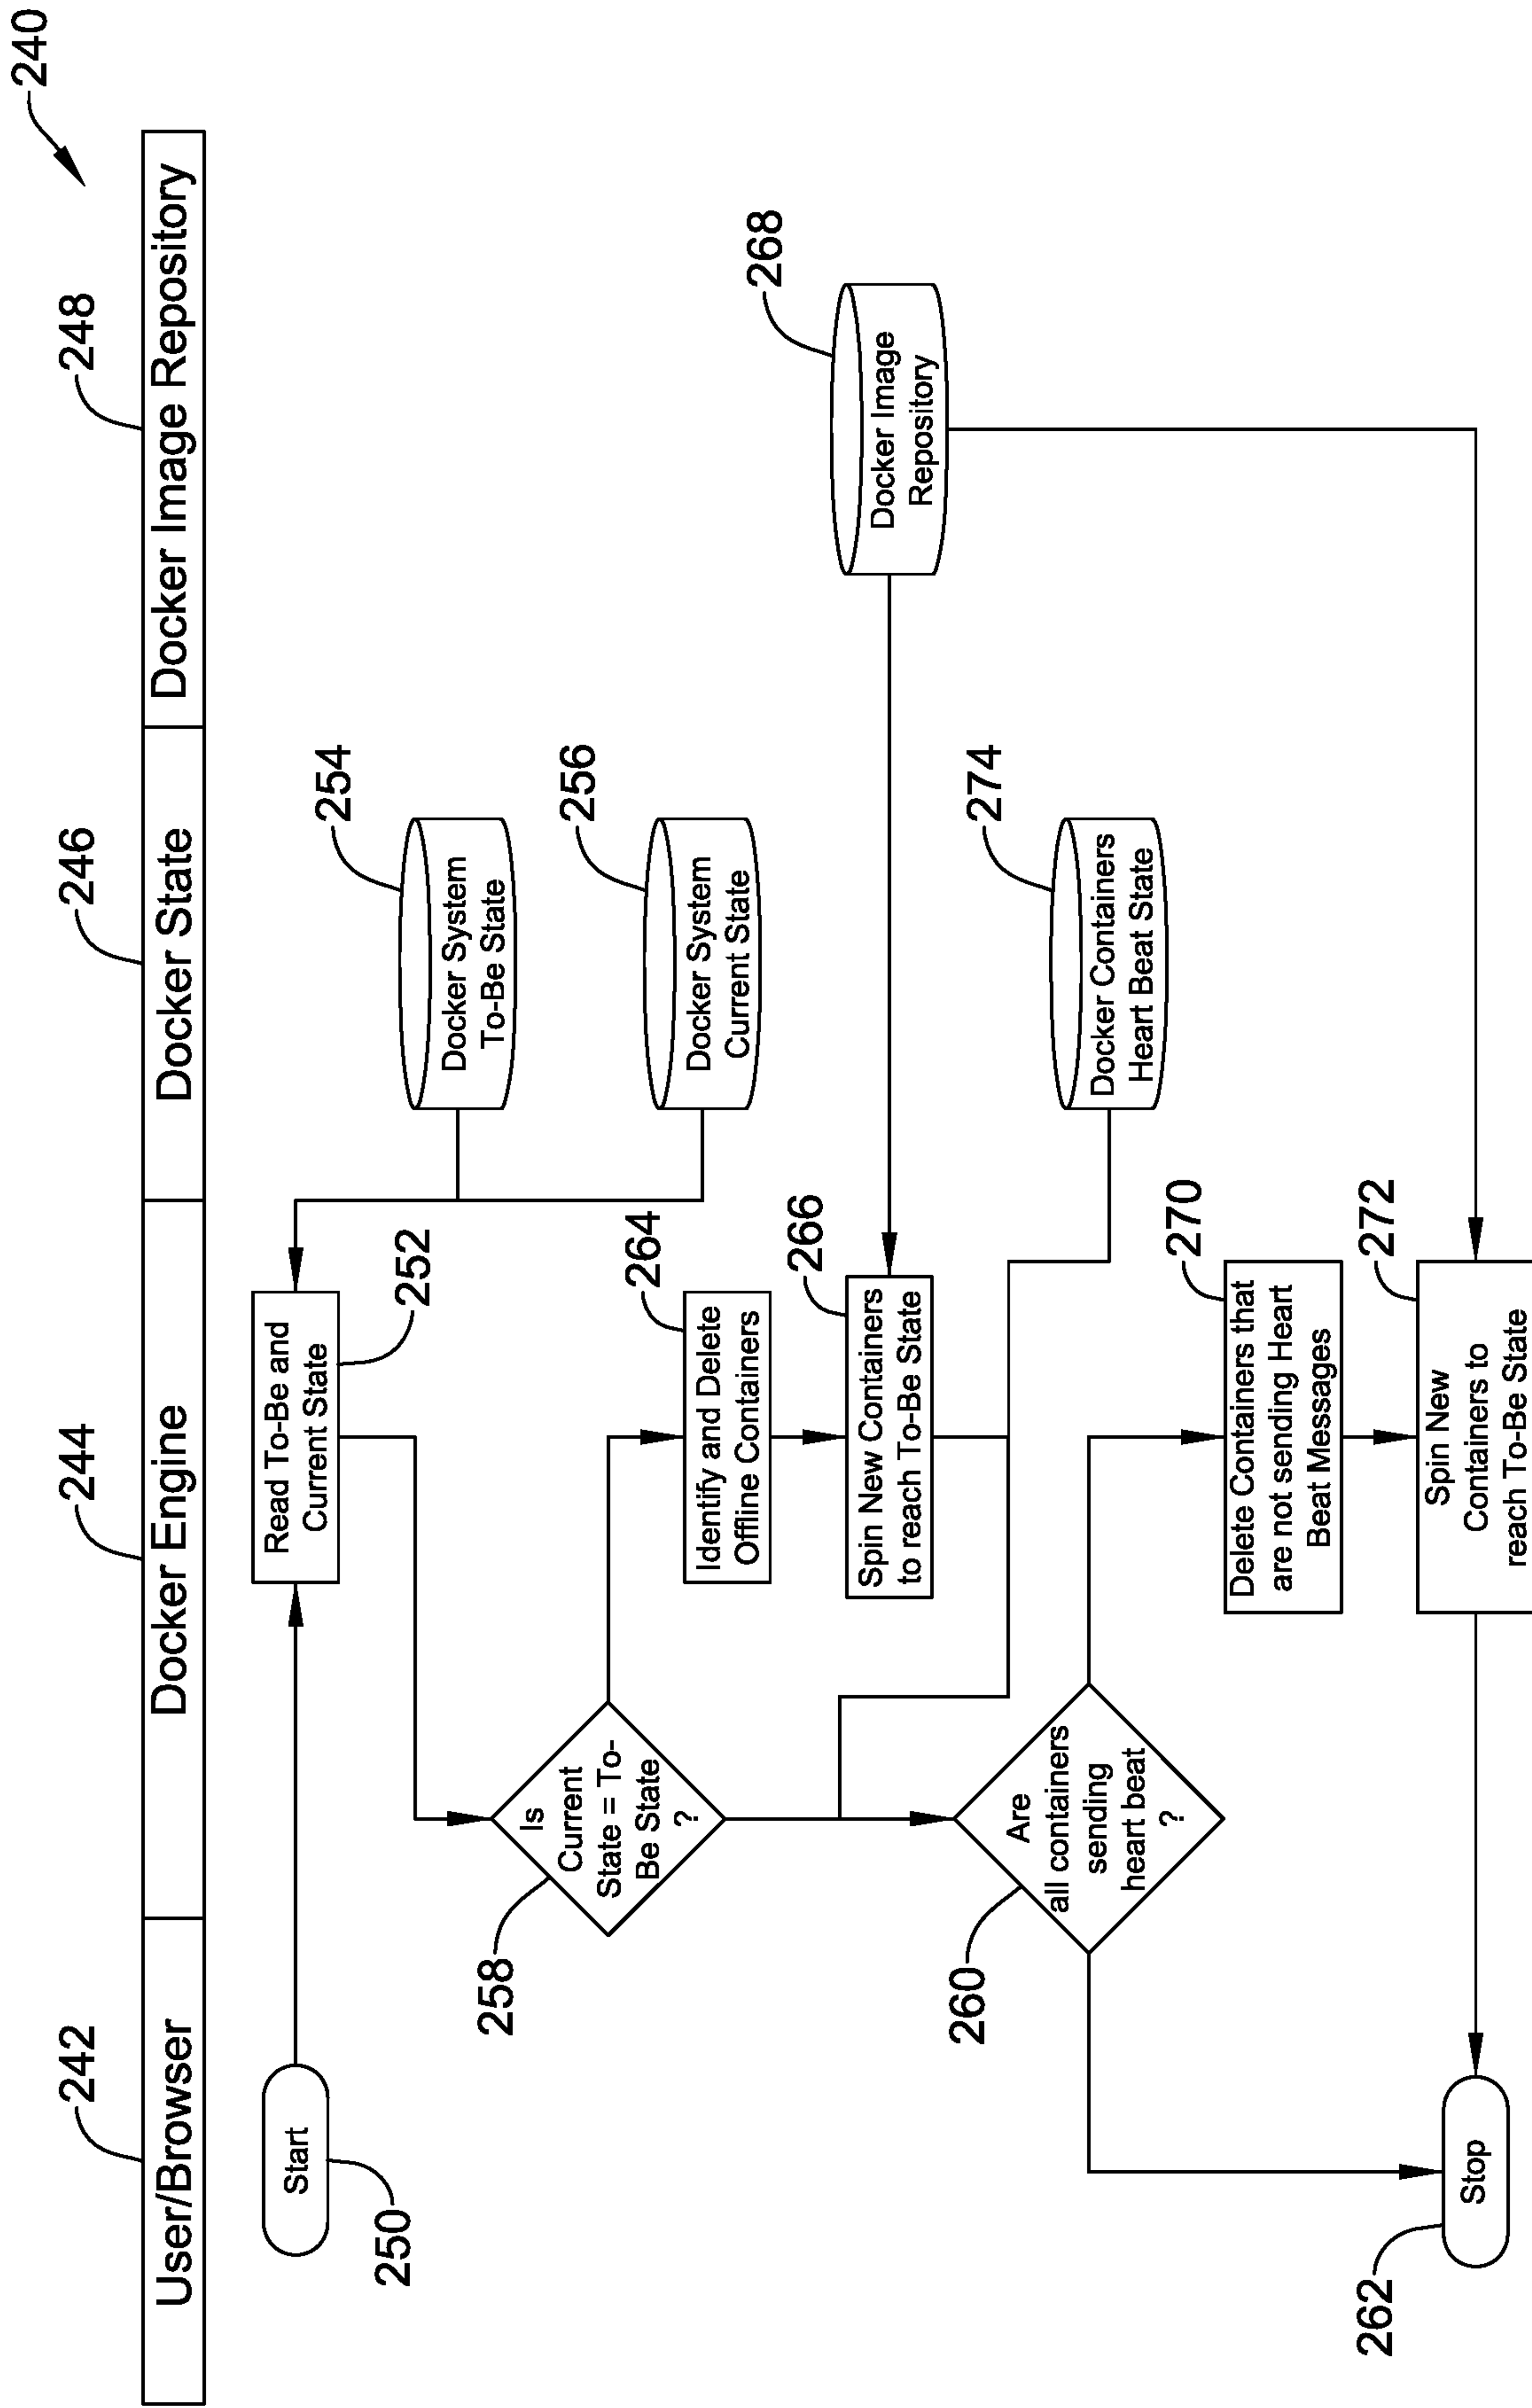 240
242
244
246
248
User/Browser
Docker Engine
Docker State
Docker Image Repository
Start
250
Read To-Be and
Current State
252
Docker System
To-Be State
254
Docker System
Current State
256
Is
Current
State = To-
Be State
?
258
Identify and Delete
Offline Containers
264
Spin New Containers
to reach To-Be State
266
Docker Image
Repository
268
Are
all containers
sending
heart beat
?
260
Docker Containers
Heart Beat State
274
Delete Containers that
are not sending Heart
Beat Messages
270
Spin New
Containers to
reach To-Be State
272
Stop
262